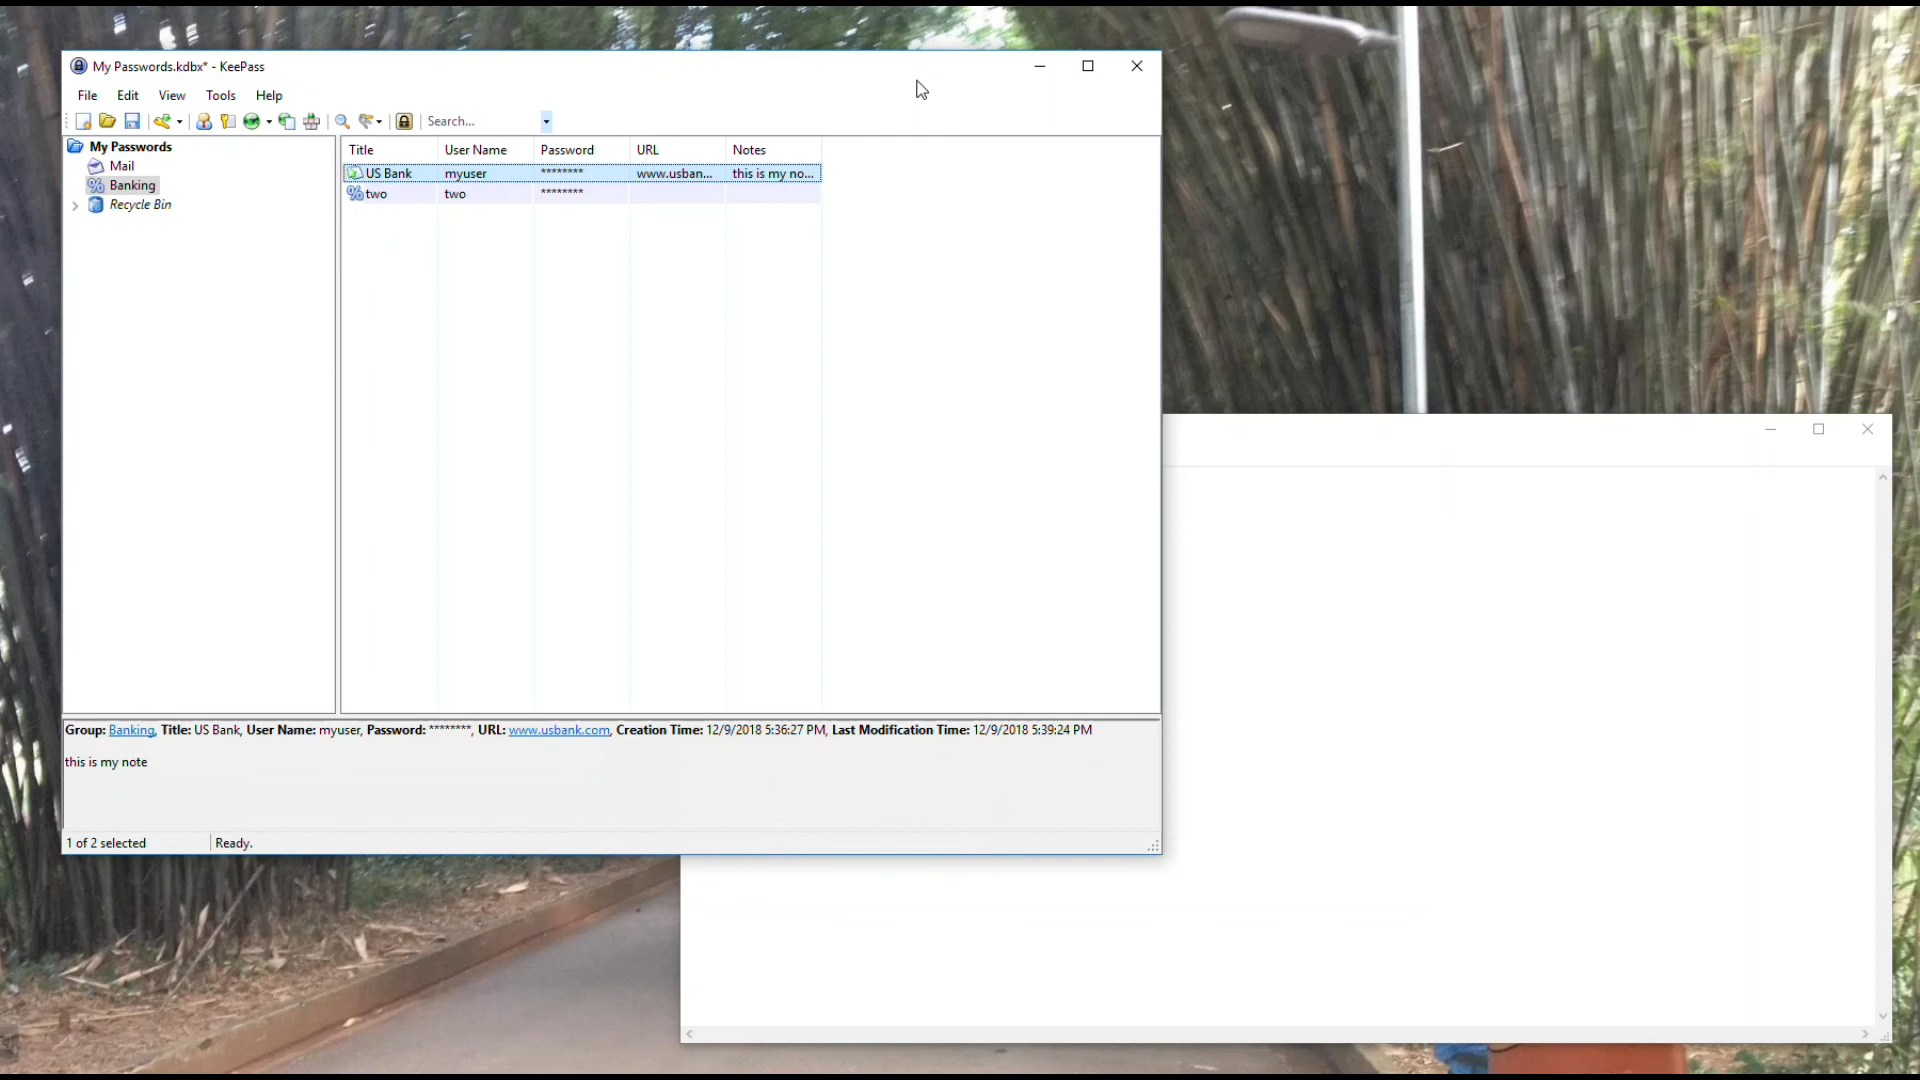 My Passwords.kdbx* - KeePass
File Edit View Tools Help
Search...
My Passwords
Mail
Banking
Recycle Bin
Title User Name Password URL Notes
US Bank myuser ******** www.usban... this is my no...
two two ********
Group: Banking, Title: US Bank, User Name: myuser, Password: ********, URL: www.usbank.com, Creation Time: 12/9/2018 5:36:27 PM, Last Modification Time: 12/9/2018 5:39:24 PM
this is my note
1 of 2 selected Ready.